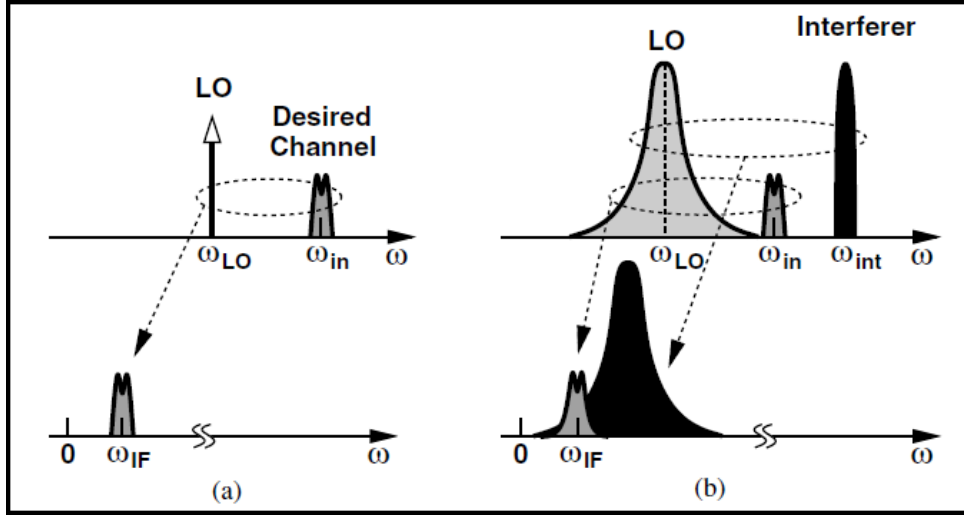 LO
Desired
Channel
ω_LO ω_in ω
0 ω_IF ω
(a)
LO
Interferer
ω_LO ω_in ω_int ω
0 ω_IF ω
(b)